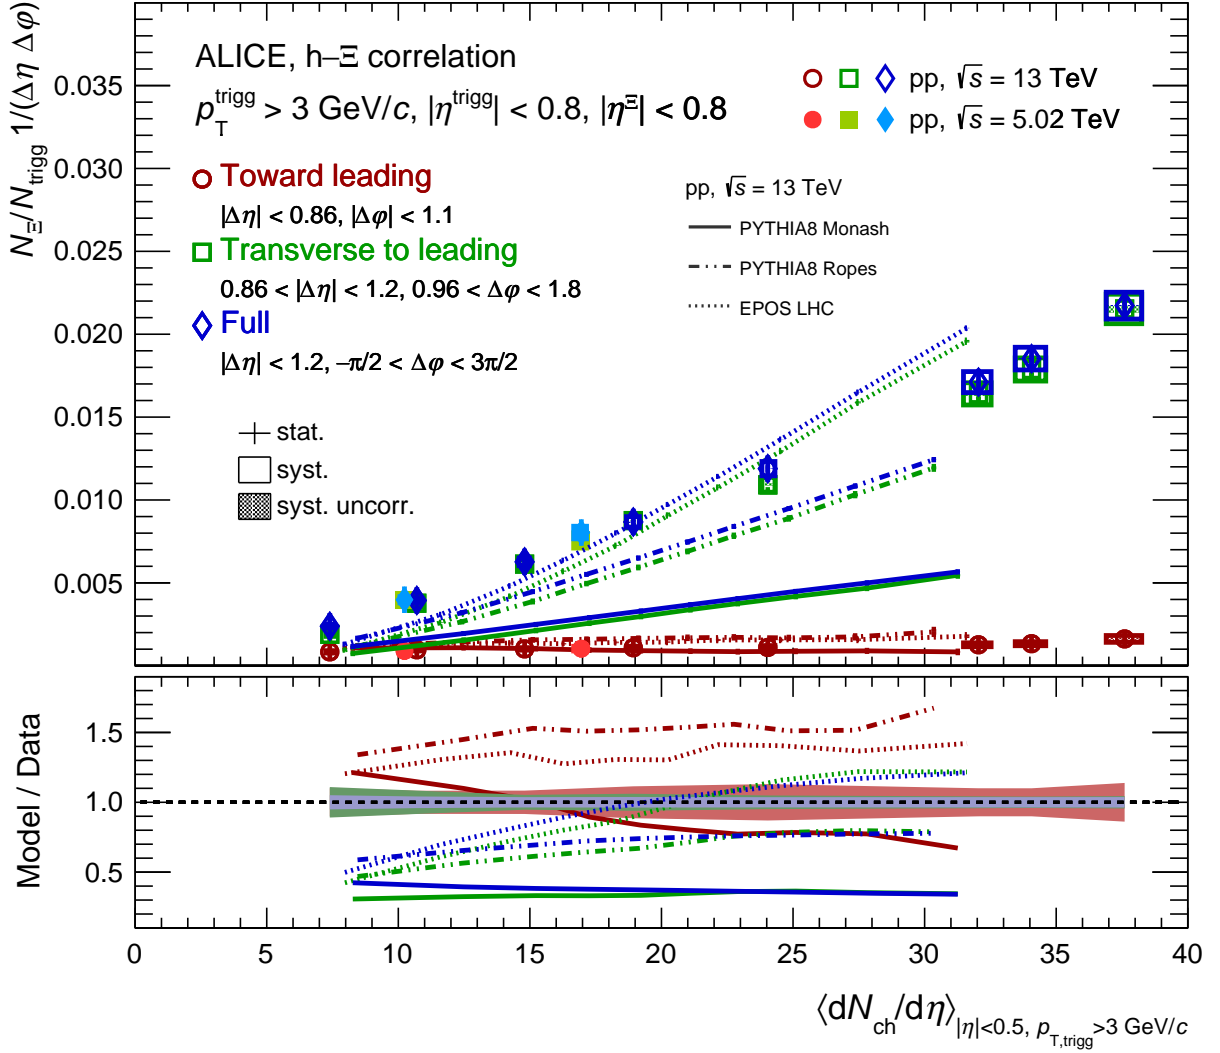 N_Ξ/N_trigg 1/(Δη Δφ)
0.035
0.030
0.025
0.020
0.015
0.010
0.005
ALICE, h–Ξ correlation
p_T^trigg > 3 GeV/c, |η^trigg| < 0.8, |η^Ξ| < 0.8
pp, √s = 13 TeV
pp, √s = 5.02 TeV
Toward leading
|Δη| < 0.86, |Δφ| < 1.1
Transverse to leading
0.86 < |Δη| < 1.2, 0.96 < Δφ < 1.8
Full
|Δη| < 1.2, –π/2 < Δφ < 3π/2
stat.
syst.
syst. uncorr.
pp, √s = 13 TeV
PYTHIA8 Monash
PYTHIA8 Ropes
EPOS LHC
Model / Data
1.5
1.0
0.5
0 5 10 15 20 25 30 35 40
⟨dN_ch/dη⟩_|η|<0.5, p_T,trigg>3 GeV/c